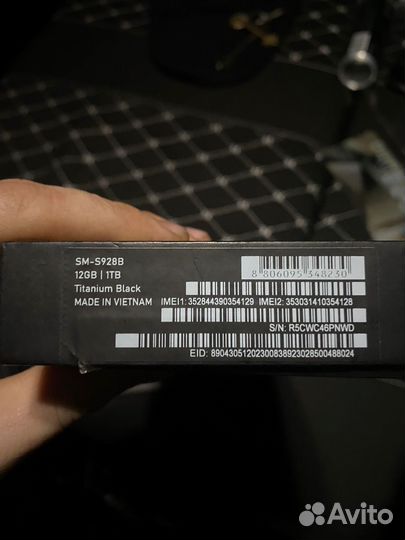 SM-S928B
12GB | 1TB
Titanium Black
MADE IN VIETNAM
8 806095 348230
IMEI1: 352844390354129 IMEI2: 353031410354128
S/N: R5CWC46PNWD
EID: 89043051202300838923028500488024
Avito